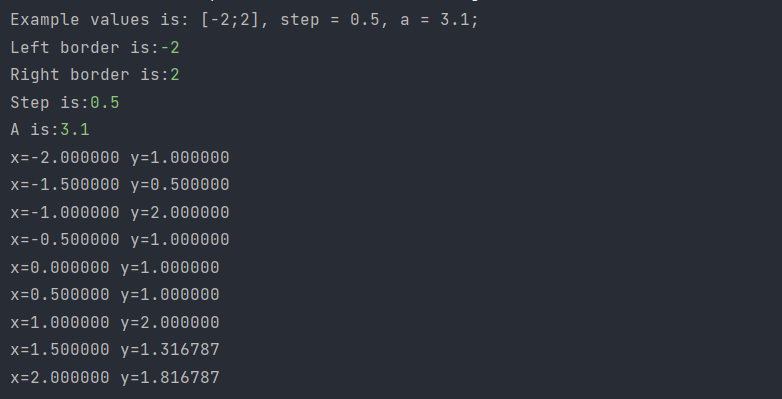 Example values is: [-2;2], step = 0.5, a = 3.1;
Left border is:-2
Right border is:2
Step is:0.5
A is:3.1
x=-2.000000 y=1.000000
x=-1.500000 y=0.500000
x=-1.000000 y=2.000000
x=-0.500000 y=1.000000
x=0.000000 y=1.000000
x=0.500000 y=1.000000
x=1.000000 y=2.000000
x=1.500000 y=1.316787
x=2.000000 y=1.816787